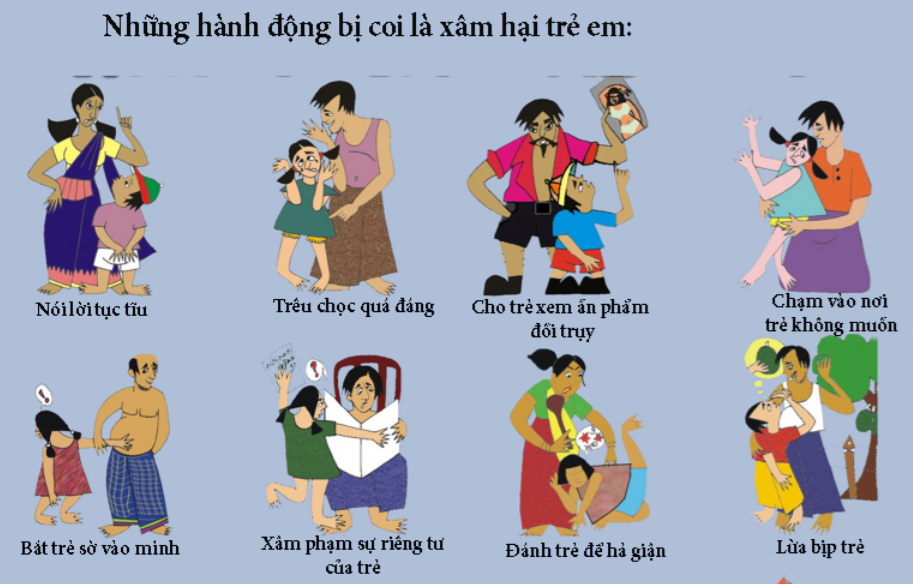 Những hành động bị coi là xâm hại trẻ em:
Nói lời tục tĩu
Trêu chọc quá đáng
Cho trẻ xem ấn phẩm
đồi trụy
Chạm vào nơi
trẻ không muốn
Bắt trẻ sờ vào mình
Xâm phạm sự riêng tư
của trẻ
Đánh trẻ để hả giận
Lừa bịp trẻ